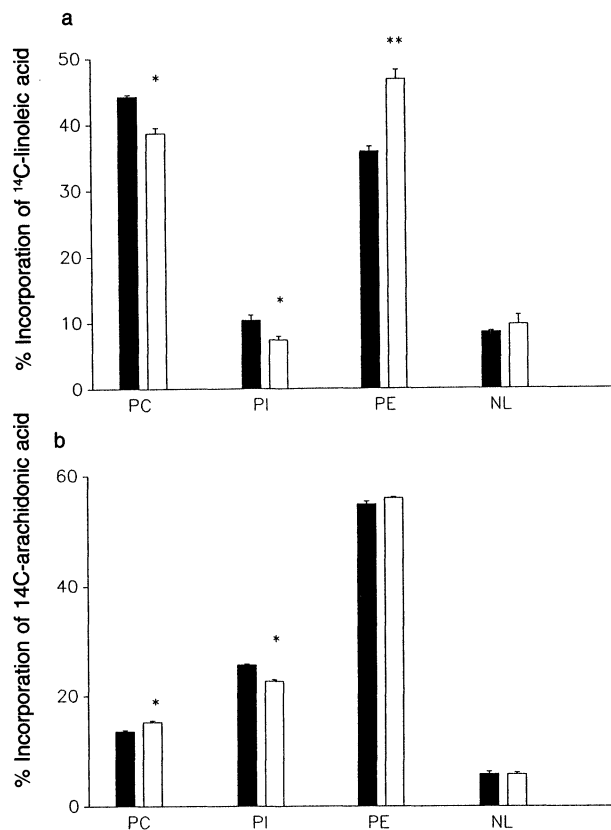 a
% Incorporation of ¹⁴C-linoleic acid
50
40
30
20
10
0
*
*
**
PC PI PE NL
b
% Incorporation of 14C-arachidonic acid
60
40
20
0
*
*
PC PI PE NL